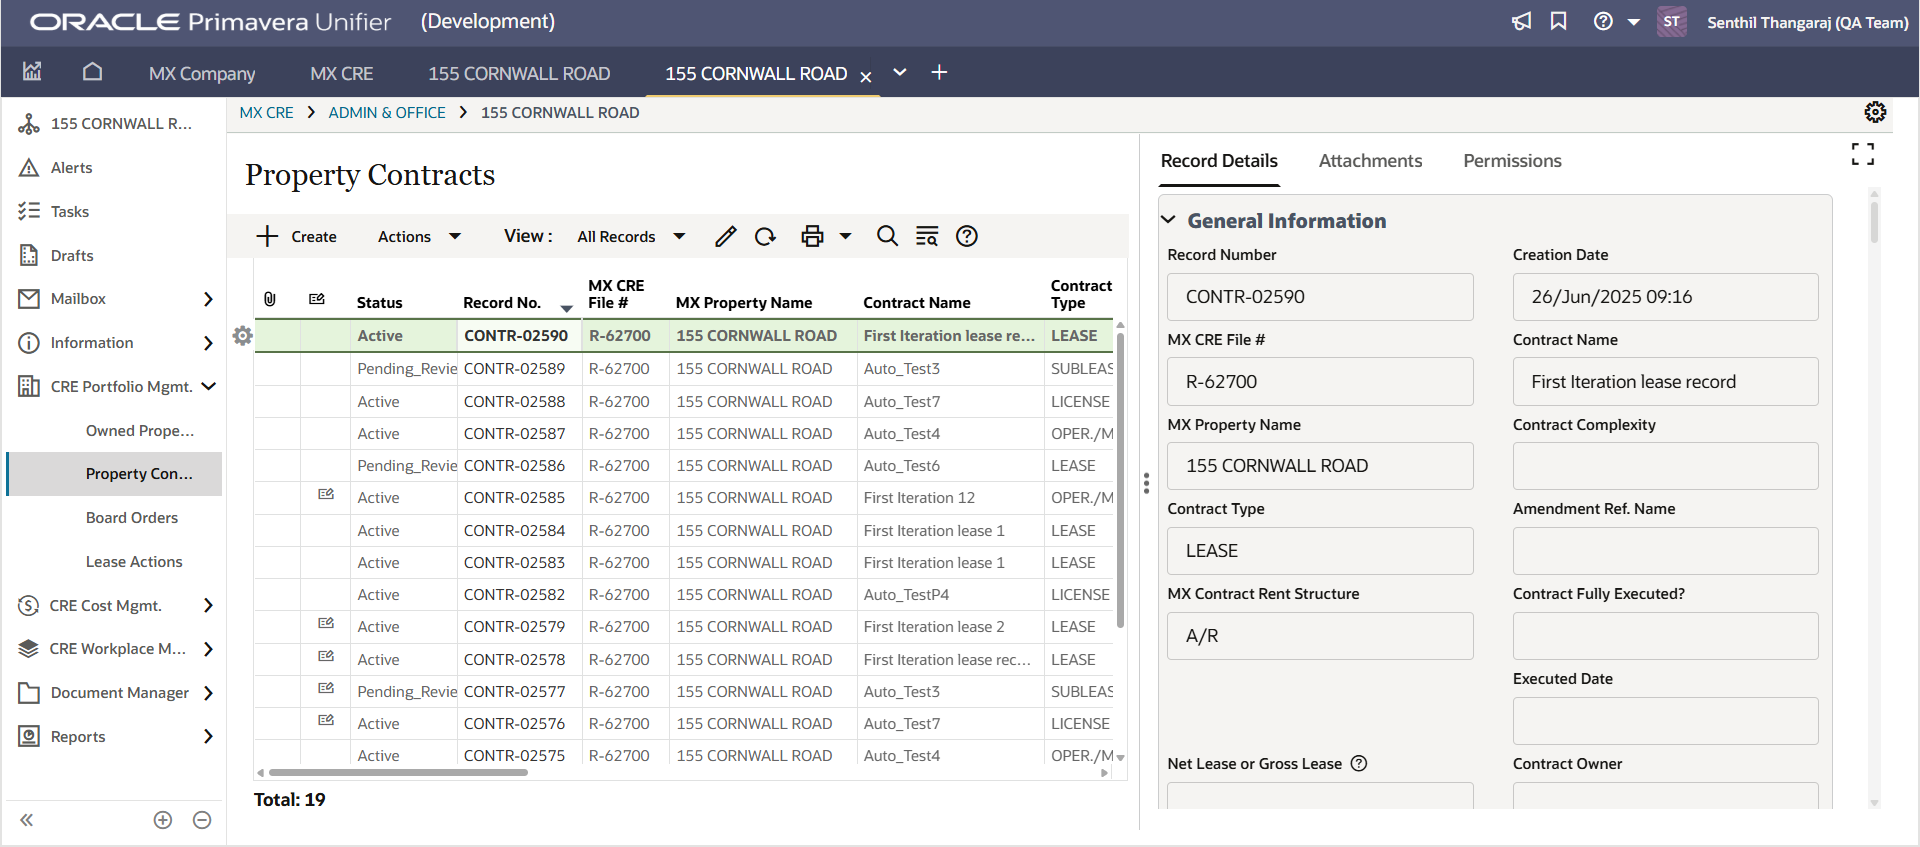 ORACLE Primavera Unifier (Development)
ST Senthil Thangaraj (QA Team)
MX Company MX CRE 155 CORNWALL ROAD 155 CORNWALL ROAD
155 CORNWALL R...
Alerts
Tasks
Drafts
Mailbox
Information
CRE Portfolio Mgmt.
Owned Prope...
Property Con...
Board Orders
Lease Actions
CRE Cost Mgmt.
CRE Workplace M...
Document Manager
Reports
MX CRE > ADMIN & OFFICE > 155 CORNWALL ROAD
Property Contracts
Create Actions View : All Records
Status Record No. MX CRE File # MX Property Name Contract Name Contract Type
Active CONTR-02590 R-62700 155 CORNWALL ROAD First Iteration lease re... LEASE
Pending_Revie CONTR-02589 R-62700 155 CORNWALL ROAD Auto_Test3 SUBLEAS
Active CONTR-02588 R-62700 155 CORNWALL ROAD Auto_Test7 LICENSE
Active CONTR-02587 R-62700 155 CORNWALL ROAD Auto_Test4 OPER./M
Pending_Revie CONTR-02586 R-62700 155 CORNWALL ROAD Auto_Test6 LEASE
Active CONTR-02585 R-62700 155 CORNWALL ROAD First Iteration 12 OPER./M
Active CONTR-02584 R-62700 155 CORNWALL ROAD First Iteration lease 1 LEASE
Active CONTR-02583 R-62700 155 CORNWALL ROAD First Iteration lease 1 LEASE
Active CONTR-02582 R-62700 155 CORNWALL ROAD Auto_TestP4 LICENSE
Active CONTR-02579 R-62700 155 CORNWALL ROAD First Iteration lease 2 LEASE
Active CONTR-02578 R-62700 155 CORNWALL ROAD First Iteration lease rec... LEASE
Pending_Revie CONTR-02577 R-62700 155 CORNWALL ROAD Auto_Test3 SUBLEAS
Active CONTR-02576 R-62700 155 CORNWALL ROAD Auto_Test7 LICENSE
Active CONTR-02575 R-62700 155 CORNWALL ROAD Auto_Test4 OPER./M
Total: 19
Record Details Attachments Permissions
General Information
Record Number Creation Date
CONTR-02590 26/Jun/2025 09:16
MX CRE File # Contract Name
R-62700 First Iteration lease record
MX Property Name Contract Complexity
155 CORNWALL ROAD
Contract Type Amendment Ref. Name
LEASE
MX Contract Rent Structure Contract Fully Executed?
A/R
Executed Date
Net Lease or Gross Lease Contract Owner